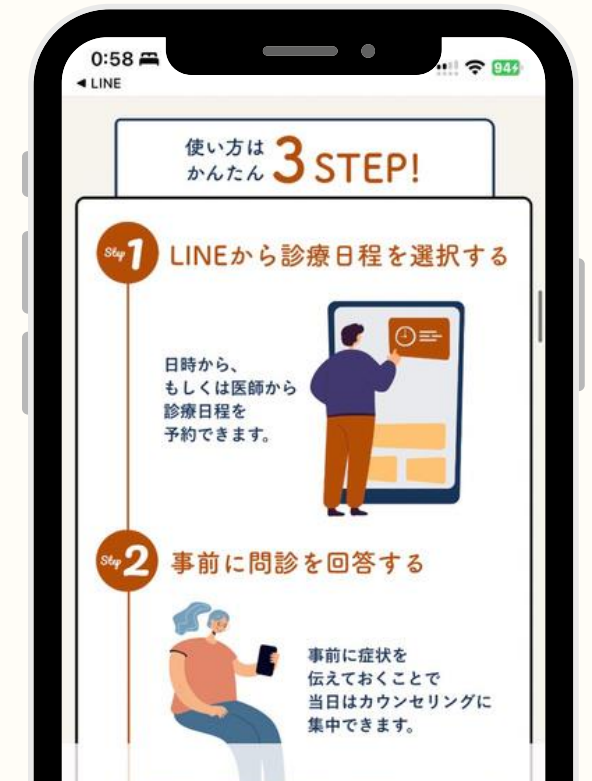 0:58
94
◀ LINE
使い方は
かんたん
3 STEP!
Step 1
LINEから診療日程を選択する
日時から、
もしくは医師から
診療日程を
予約できます。
Step 2
事前に問診を回答する
事前に症状を
伝えておくことで
当日はカウンセリングに
集中できます。